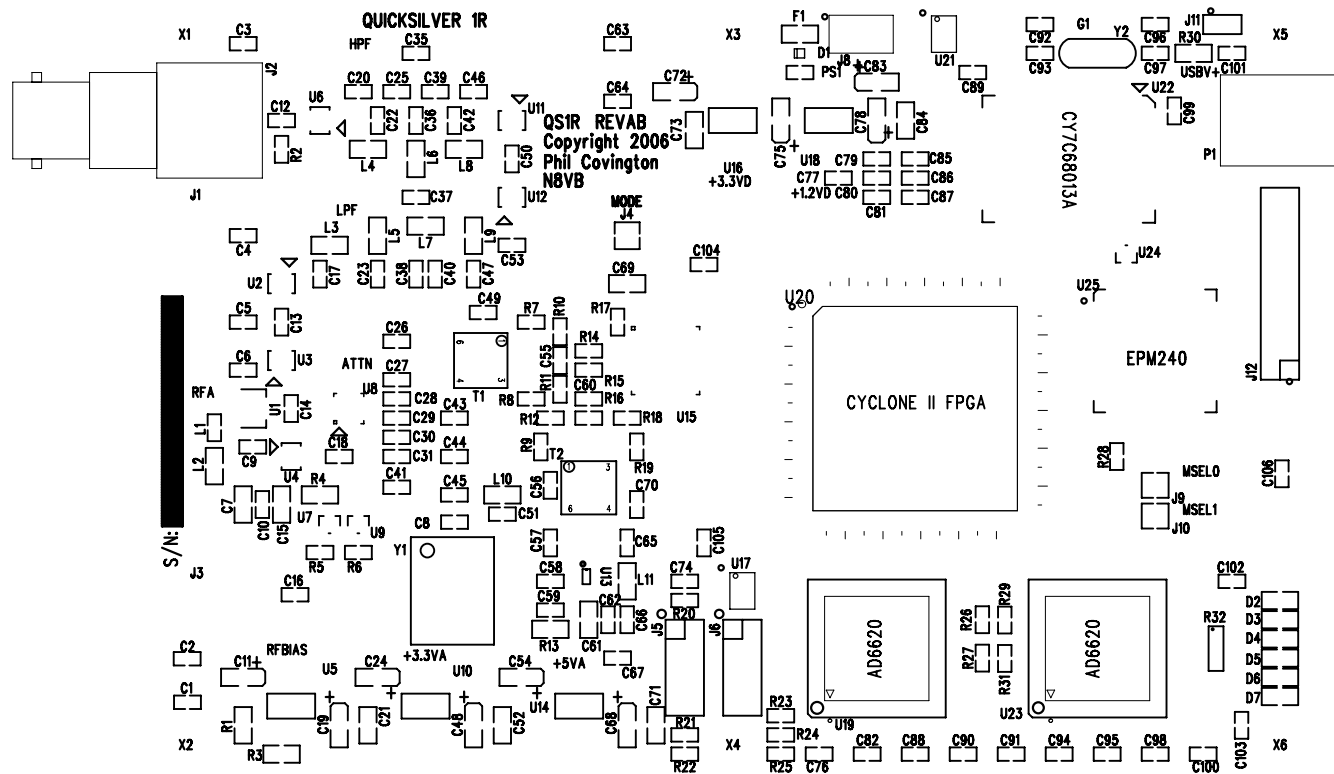 QUICKSILVER 1R
X1
C3
HPF
C35
C63
X3
F1
D1
PS1
J8
C83
U21
C89
C92
C93
G1
Y2
C96
C97
J11
R30
USBV+
C101
X5
J2
C12
R2
U6
C20
C25
C39
C46
C22
C36
C42
L4
L6
L8
U11
C50
U12
C64
C72+
C73
QS1R REVAB
Copyright 2006
Phil Covington
N8VB
U16
+3.3VD
C75
+
U18
C77
+1.2VD
C78
+
C79
C80
C81
C84
C85
C86
C87
CY7C68013A
U22
C99
P1
J1
C4
LPF
C37
L3
L5
L7
L9
C53
MODE
J4
C69
C104
U24
U25
EPM240
J12
U2
C17
C23
C38
C40
C47
C5
C13
C6
U3
C49
C26
C27
ATTN
U8
C28
C29
C30
C31
C41
6
1
4
3
T1
R7
R8
R10
C55
R11
R12
R14
R15
C60
R16
R17
R18
U15
U20
CYCLONE II FPGA
RFA
L1
L2
U1
C14
C9
C18
U4
R4
C7
C10
C15
U7
U9
R5
R6
C43
C44
C45
C8
L10
C51
R9
T2
1
3
6
4
C56
R19
C70
R28
MSEL0
J9
MSEL1
J10
C106
S/N:
J3
C16
Y1
+3.3VA
C57
C58
C59
R13
U13
C61
C62
C65
L11
C66
C67
+5VA
C105
C74
R20
U17
J5
J6
AD6620
U19
R26
R27
R29
R31
AD6620
U23
C102
R32
D2
D3
D4
D5
D6
D7
C2
C1
RFBIAS
C11+
U5
C24
+
U10
C54
+
U14
R1
R3
+
C19
C21
+
C48
C52
+
C68
C71
R21
R22
X2
X4
R23
R24
R25
C76
C82
C88
C90
C91
C94
C95
C98
C100
C103
X6